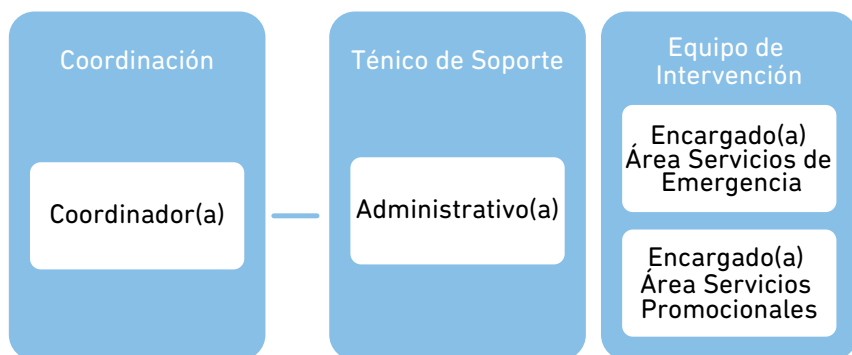 Coordinación
Coordinador(a)
Ténico de Soporte
Administrativo(a)
Equipo de
Intervención
Encargado(a)
Área Servicios de
Emergencia
Encargado(a)
Área Servicios
Promocionales